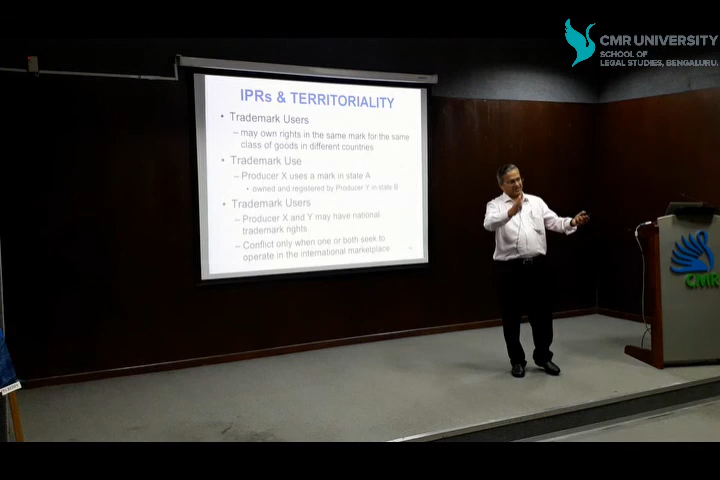 CMR UNIVERSITY
SCHOOL OF
LEGAL STUDIES, BENGALURU.
IPRs & TERRITORIALITY
• Trademark Users
– may own rights in the same mark for the same
class of goods in different countries
• Trademark Use
– Producer X uses a mark in state A
• owned and registered by Producer Y in state B
• Trademark Users
– Producer X and Y may have national
trademark rights
– Conflict only when one or both seek to
operate in the international marketplace
CMR